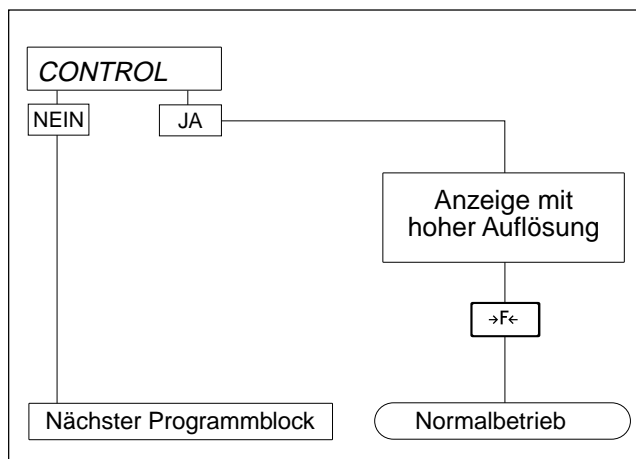 CONTROL
NEIN
JA
Anzeige mit
hoher Auflösung
→F←
Nächster Programmblock
Normalbetrieb